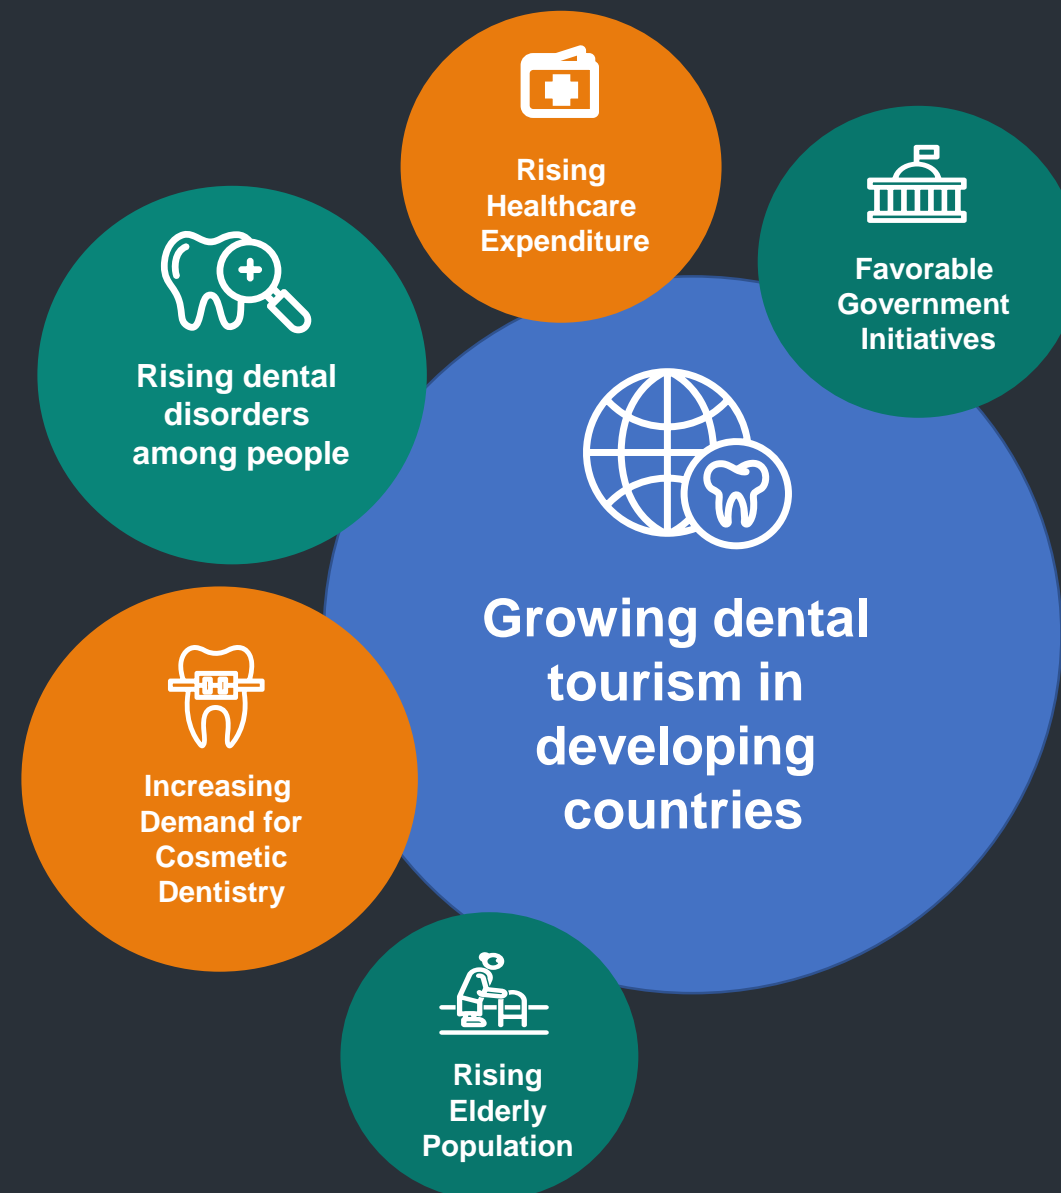 Rising
Healthcare
Expenditure
Favorable
Government
Initiatives
Rising dental
disorders
among people
Growing dental
tourism in
developing
countries
Increasing
Demand for
Cosmetic
Dentistry
Rising
Elderly
Population